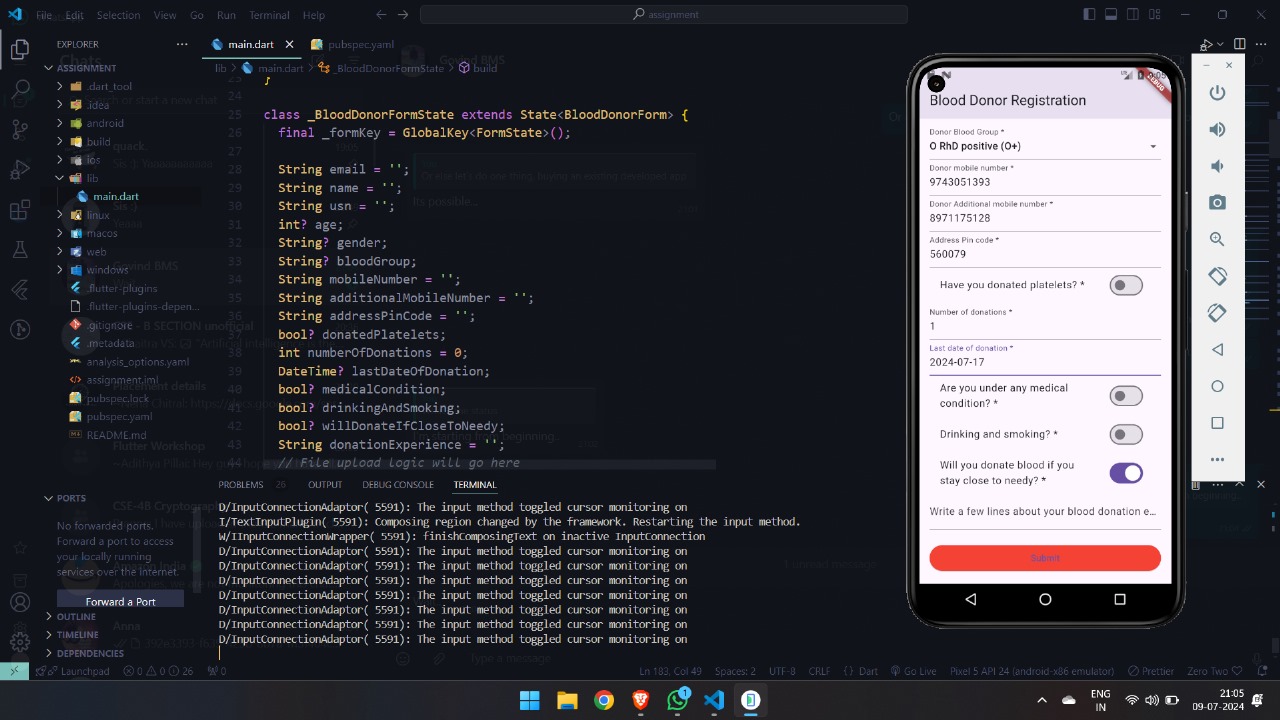 File Edit Selection View Go Run Terminal Help
assignment
EXPLORER
main.dart
pubspec.yaml
lib > main.dart > _BloodDonorFormState > build
ASSIGNMENT
.dart_tool
.idea
android
build
ios
lib
main.dart
linux
macos
web
windows
.flutter-plugins
.flutter-plugins-depen...
.gitignore
.metadata
analysis_options.yaml
assignment.iml
pubspec.lock
pubspec.yaml
README.md
PORTS
No forwarded ports.
Forward a port to access
your locally running
services over the internet.
Forward a Port
OUTLINE
TIMELINE
DEPENDENCIES
23 }
24
25 class _BloodDonorFormState extends State<BloodDonorForm> {
26 final _formKey = GlobalKey<FormState>();
27
28 String email = '';
29 String name = '';
30 String usn = '';
31 int? age;
32 String? gender;
33 String? bloodGroup;
34 String mobileNumber = '';
35 String additionalMobileNumber = '';
36 String addressPinCode = '';
37 bool? donatedPlatelets;
38 int numberOfDonations = 0;
39 DateTime? lastDateOfDonation;
40 bool? medicalCondition;
41 bool? drinkingAndSmoking;
42 bool? willDonateIfCloseToNeedy;
43 String donationExperience = '';
44 // File upload logic will go here
PROBLEMS 26 OUTPUT DEBUG CONSOLE TERMINAL
D/InputConnectionAdaptor( 5591): The input method toggled cursor monitoring on
I/TextInputPlugin( 5591): Composing region changed by the framework. Restarting the input method.
W/IInputConnectionWrapper( 5591): finishComposingText on inactive InputConnection
D/InputConnectionAdaptor( 5591): The input method toggled cursor monitoring on
D/InputConnectionAdaptor( 5591): The input method toggled cursor monitoring on
D/InputConnectionAdaptor( 5591): The input method toggled cursor monitoring on
D/InputConnectionAdaptor( 5591): The input method toggled cursor monitoring on
D/InputConnectionAdaptor( 5591): The input method toggled cursor monitoring on
D/InputConnectionAdaptor( 5591): The input method toggled cursor monitoring on
D/InputConnectionAdaptor( 5591): The input method toggled cursor monitoring on
Blood Donor Registration
Donor Blood Group *
O RhD positive (O+)
Donor mobile number *
9743051393
Donor Additional mobile number *
8971175128
Address Pin code *
560079
Have you donated platelets? *
Number of donations *
1
Last date of donation *
2024-07-17
Are you under any medical
condition? *
Drinking and smoking? *
Will you donate blood if you
stay close to needy? *
Write a few lines about your blood donation e...
Submit
Launchpad 0 0 26 0
Ln 183, Col 49 Spaces: 2 UTF-8 CRLF {} Dart Go Live Pixel 5 API 24 (android-x86 emulator) Prettier Zero Two
1
ENG
IN
21:05
09-07-2024